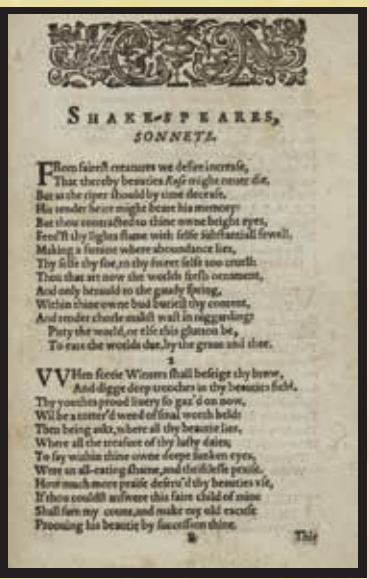 SHAKE-SPEARES,
SONNETS.
FRom faireſt creatures we deſire increaſe,
That thereby beauties Roſe might neuer die,
But as the riper ſhould by time deceaſe,
His tender heire might beare his memory:
But thou contracted to thine owne bright eyes,
Feed'ſt thy lights flame with ſelfe ſubſtantiall fewell,
Making a famine where aboundance lies,
Thy ſelfe thy foe,to thy ſweet ſelfe too cruell:
Thou that art now the worlds freſh ornament,
And only herauld to the gaudy ſpring,
Within thine owne bud burieſt thy content,
And tender chorle makſt waſt in niggarding:
Pitty the world,or elſe this glutton be,
To eate the worlds due,by the graue and thee.
2
VVHen fortie Winters ſhall beſeige thy brow,
And digge deep trenches in thy beauties field,
Thy youthes proud liuery ſo gaz'd on now,
Wil be a totter'd weed of ſmal worth held:
Then being askt,where all thy beautie lies,
Where all the treaſure of thy luſty daies;
To ſay within thine owne deepe ſunken eyes,
Were an all-eating ſhame,and thriftleſſe praiſe.
How much more praiſe deſeru'd thy beauties vſe,
If thou couldſt anſwere this faire child of mine
Shall ſum my count,and make my old excuſe
Proouing his beautie by ſucceſſion thine.
This